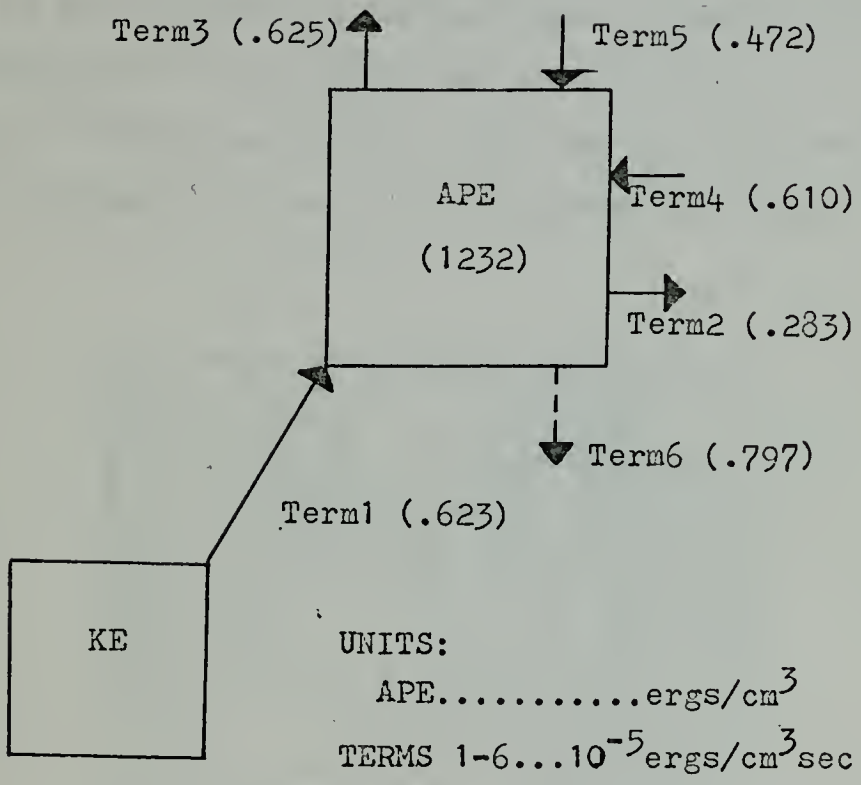 Term3 (.625)
Term5 (.472)
APE
(1232)
Term4 (.610)
Term2 (.283)
Term6 (.797)
Term1 (.623)
KE
UNITS:
APE...........ergs/cm³
TERMS 1-6...10⁻⁵ergs/cm³sec